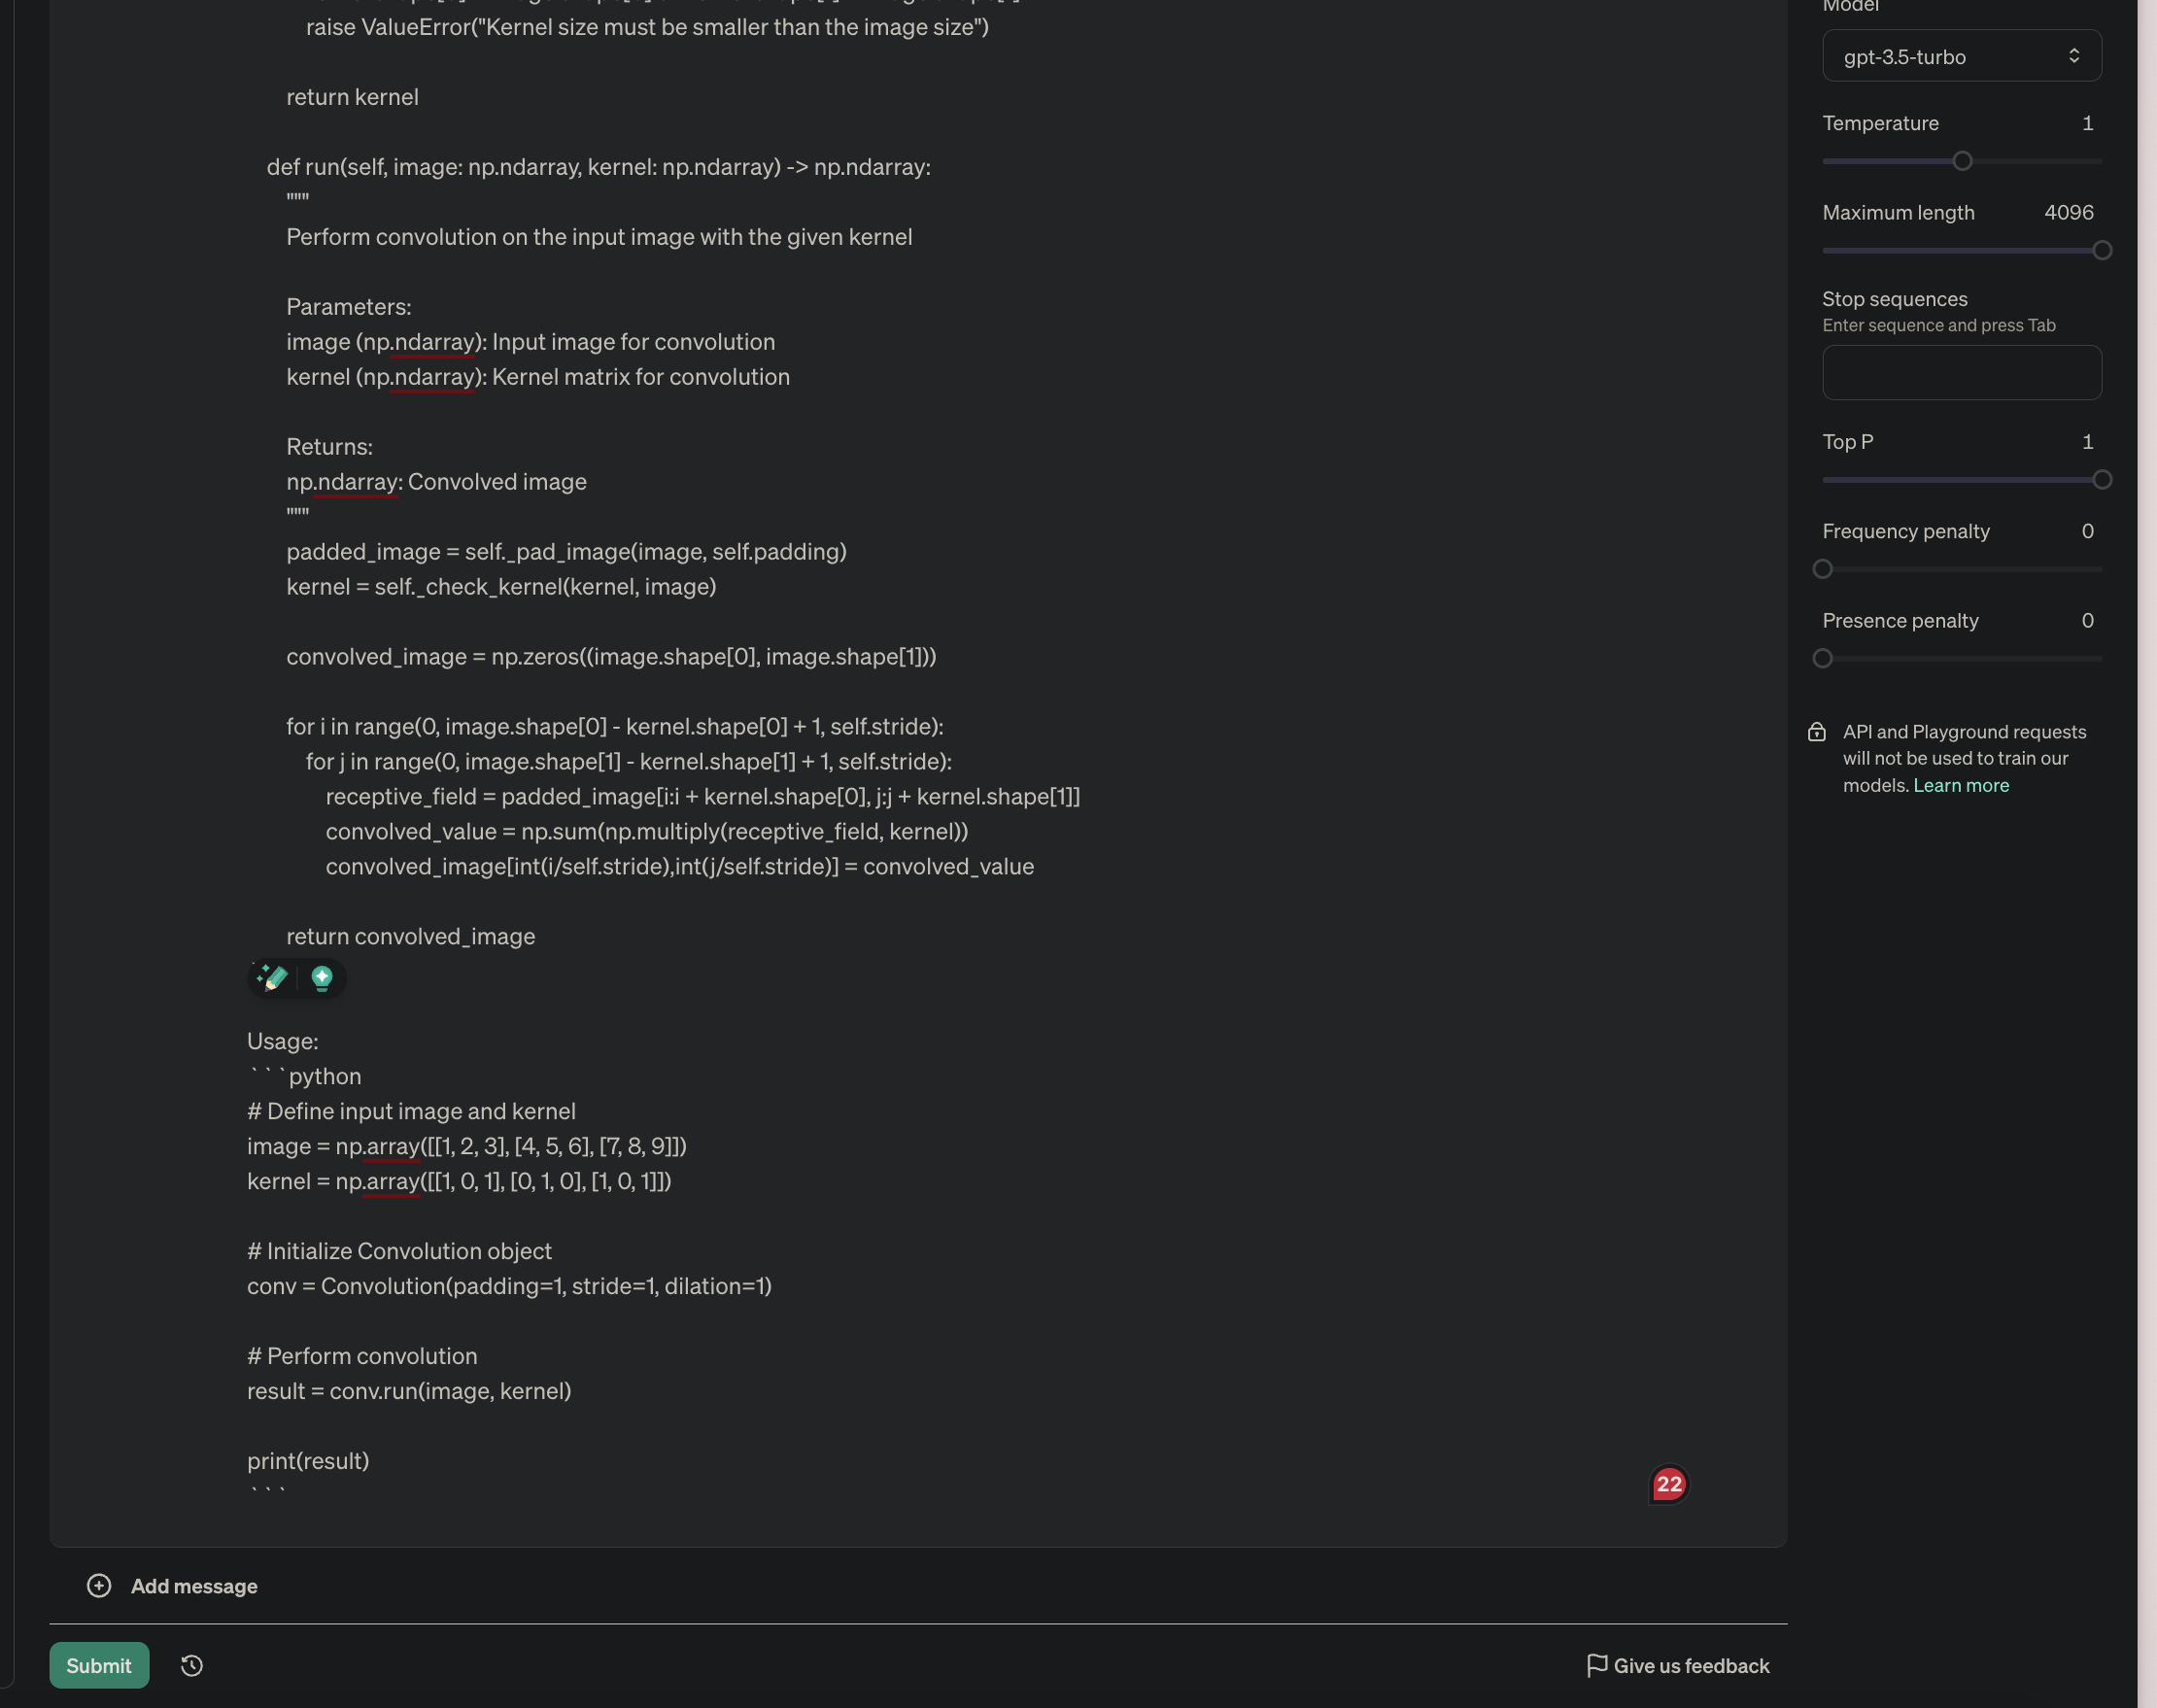 raise ValueError("Kernel size must be smaller than the image size")
return kernel
def run(self, image: np.ndarray, kernel: np.ndarray) -> np.ndarray:
"""
Perform convolution on the input image with the given kernel
Parameters:
image (np.ndarray): Input image for convolution
kernel (np.ndarray): Kernel matrix for convolution
Returns:
np.ndarray: Convolved image
"""
padded_image = self._pad_image(image, self.padding)
kernel = self._check_kernel(kernel, image)
convolved_image = np.zeros((image.shape[0], image.shape[1]))
for i in range(0, image.shape[0] - kernel.shape[0] + 1, self.stride):
for j in range(0, image.shape[1] - kernel.shape[1] + 1, self.stride):
receptive_field = padded_image[i:i + kernel.shape[0], j:j + kernel.shape[1]]
convolved_value = np.sum(np.multiply(receptive_field, kernel))
convolved_image[int(i/self.stride),int(j/self.stride)] = convolved_value
return convolved_image
Usage:
```python
# Define input image and kernel
image = np.array([[1, 2, 3], [4, 5, 6], [7, 8, 9]])
kernel = np.array([[1, 0, 1], [0, 1, 0], [1, 0, 1]])
# Initialize Convolution object
conv = Convolution(padding=1, stride=1, dilation=1)
# Perform convolution
result = conv.run(image, kernel)
print(result)
```
22
Add message
Submit
Give us feedback
Model
gpt-3.5-turbo
Temperature 1
Maximum length 4096
Stop sequences
Enter sequence and press Tab
Top P 1
Frequency penalty 0
Presence penalty 0
API and Playground requests
will not be used to train our
models. Learn more